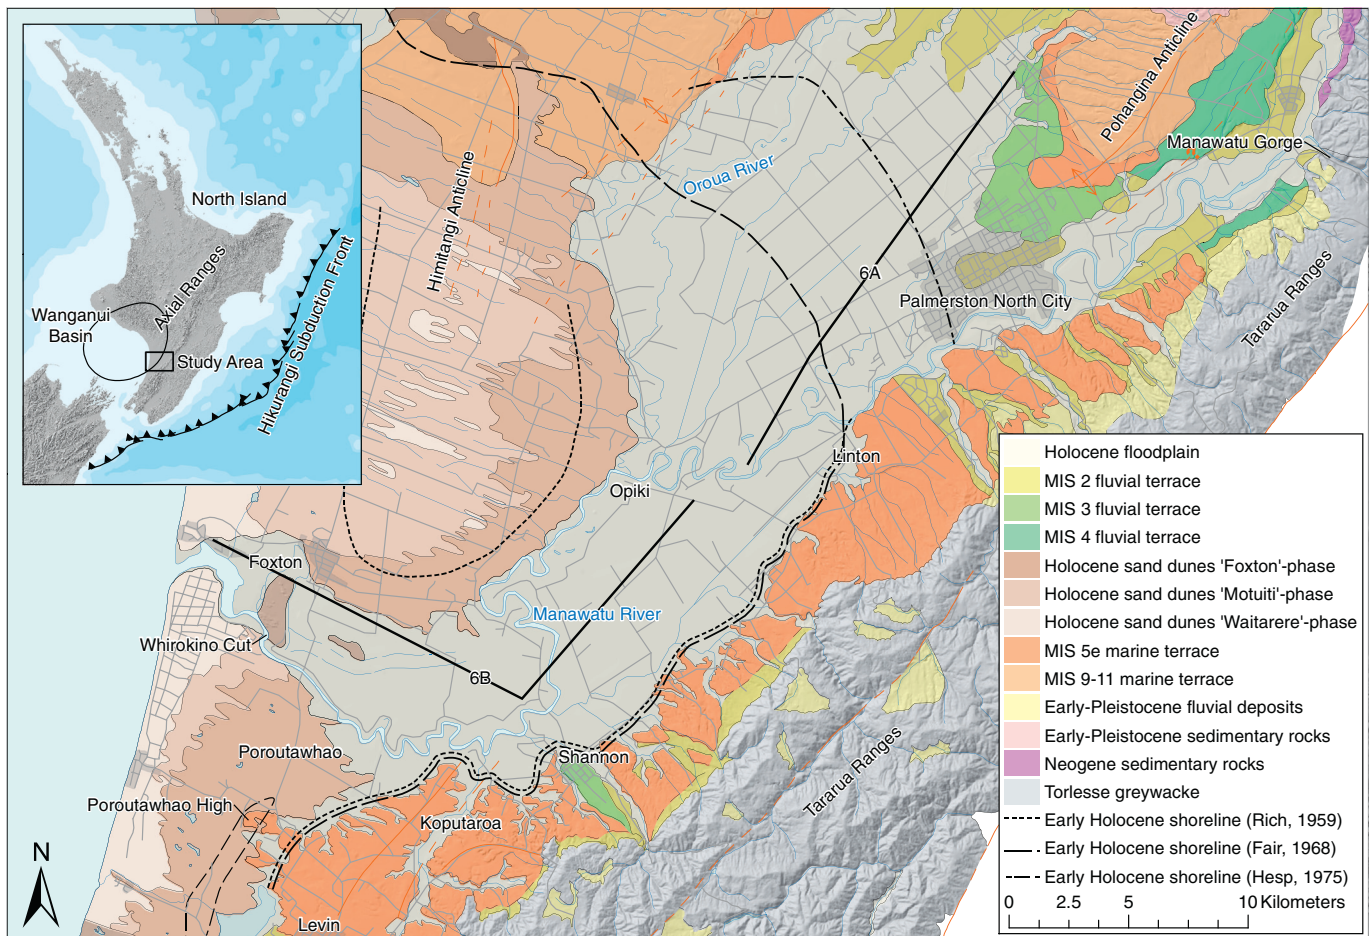 North Island
Axial Ranges
Wanganui
Basin
Study Area
Hikurangi Subduction Front
Himitangi Anticline
Oroua River
Pohangina Anticline
Manawatu Gorge
6A
Palmerston North City
Tararua Ranges
Linton
Opiki
Foxton
Manawatu River
Whirokino Cut
6B
Poroutawhao
Shannon
Poroutawhao High
Koputaroa
Tararua Ranges
Levin
N
Holocene floodplain
MIS 2 fluvial terrace
MIS 3 fluvial terrace
MIS 4 fluvial terrace
Holocene sand dunes 'Foxton'-phase
Holocene sand dunes 'Motuiti'-phase
Holocene sand dunes 'Waitarere'-phase
MIS 5e marine terrace
MIS 9-11 marine terrace
Early-Pleistocene fluvial deposits
Early-Pleistocene sedimentary rocks
Neogene sedimentary rocks
Torlesse greywacke
Early Holocene shoreline (Rich, 1959)
Early Holocene shoreline (Fair, 1968)
Early Holocene shoreline (Hesp, 1975)
0 2.5 5 10 Kilometers